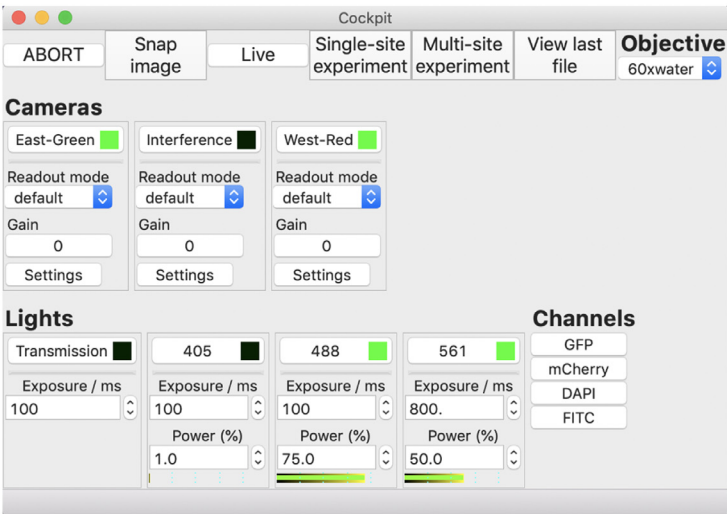 Cockpit
ABORT
Snap
image
Live
Single-site
experiment
Multi-site
experiment
View last
file
Objective
60xwater
Cameras
East-Green
Interference
West-Red
Readout mode
Readout mode
Readout mode
default
default
default
Gain
Gain
Gain
0
0
0
Settings
Settings
Settings
Lights
Transmission
405
488
561
Exposure / ms
Exposure / ms
Exposure / ms
Exposure / ms
100
100
100
800.
Power (%)
Power (%)
Power (%)
1.0
75.0
50.0
Channels
GFP
mCherry
DAPI
FITC